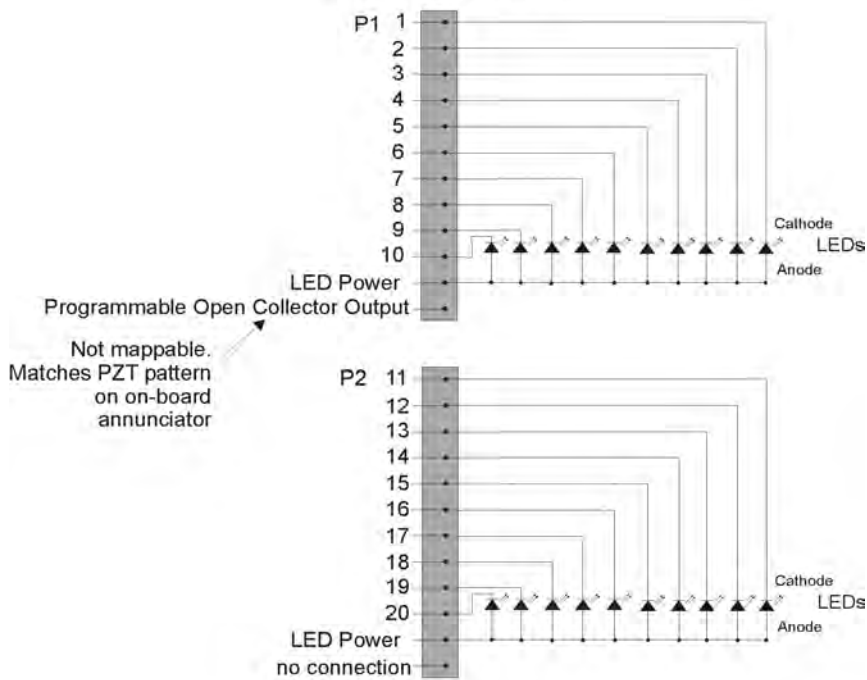 P1 1
2
3
4
5
6
7
8
9
10
Cathode
LEDs
Anode
LED Power
Programmable Open Collector Output
Not mappable.
Matches PZT pattern
on on-board
annunciator
P2 11
12
13
14
15
16
17
18
19
20
Cathode
LEDs
Anode
LED Power
no connection